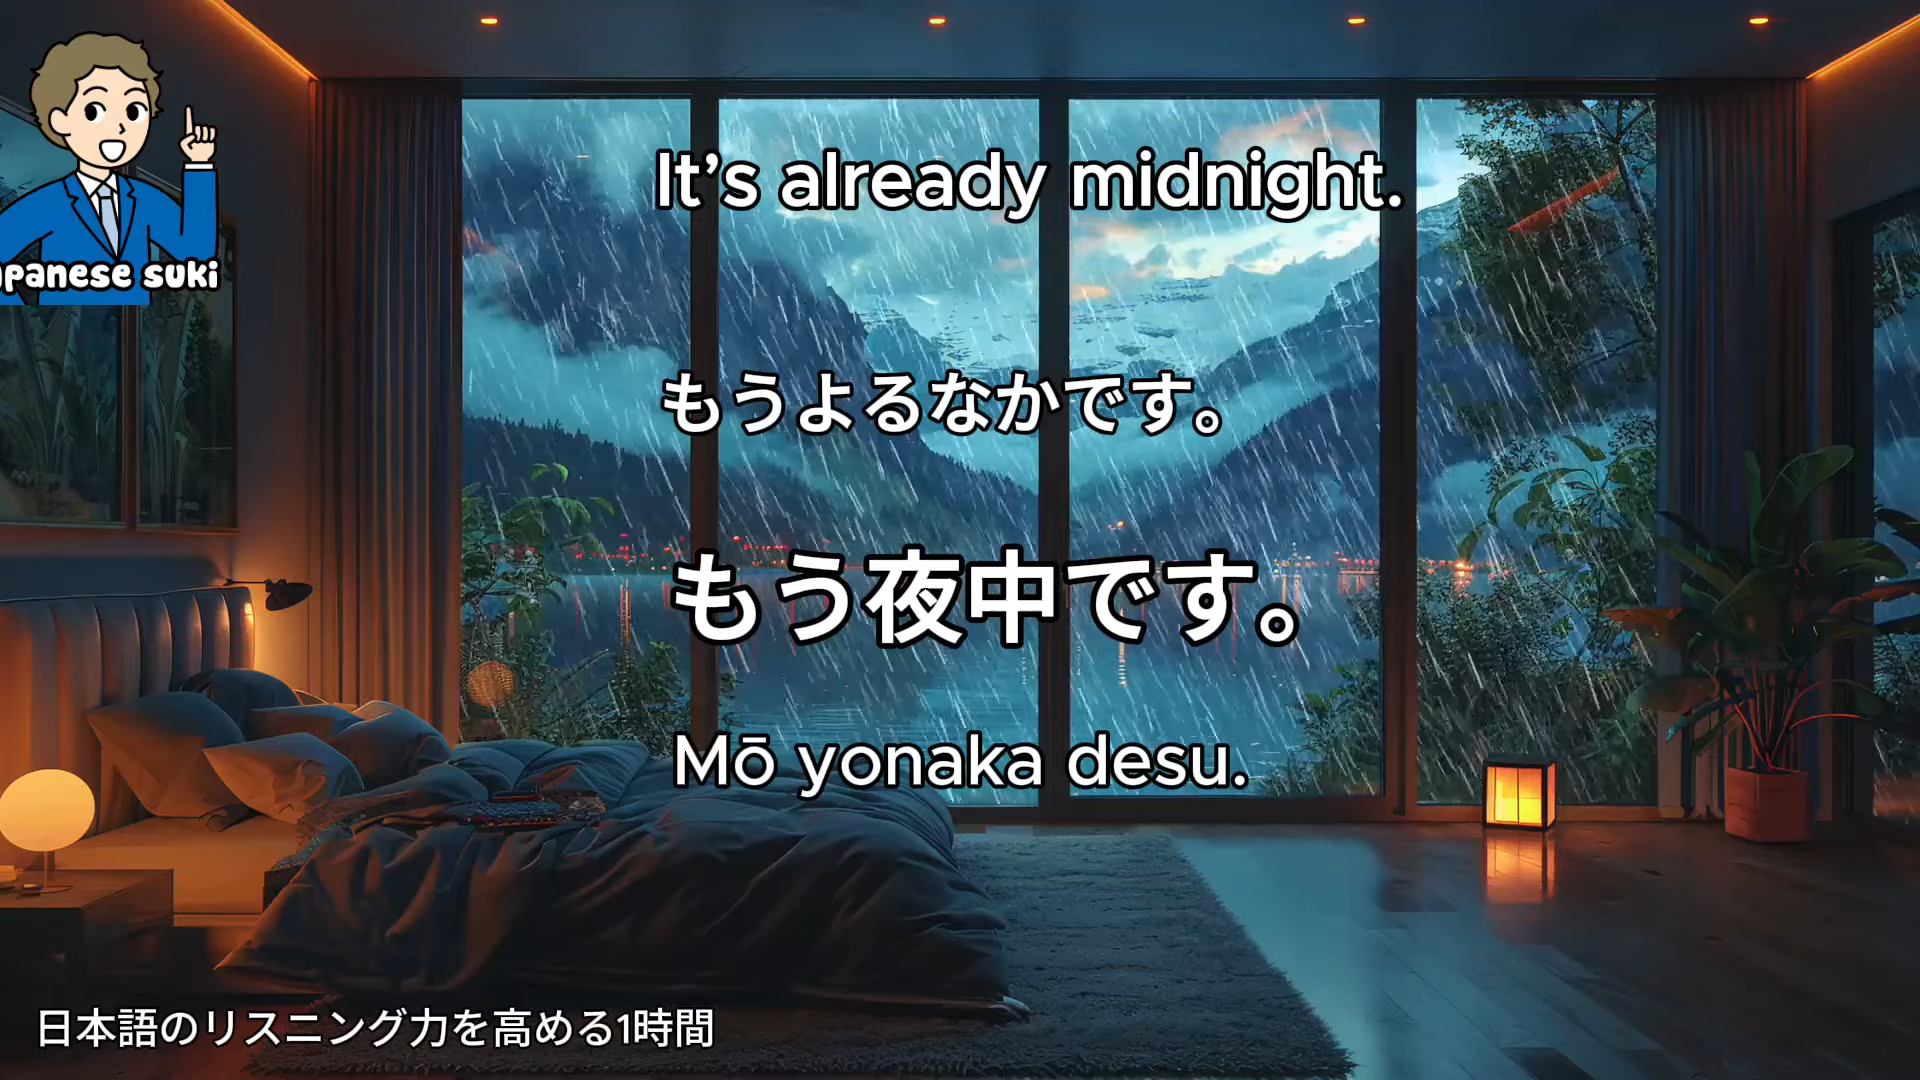 It’s already midnight.
apanese suki
もうよるなかです。
もう夜中です。
Mō yonaka desu.
日本語のリスニング力を高める1時間